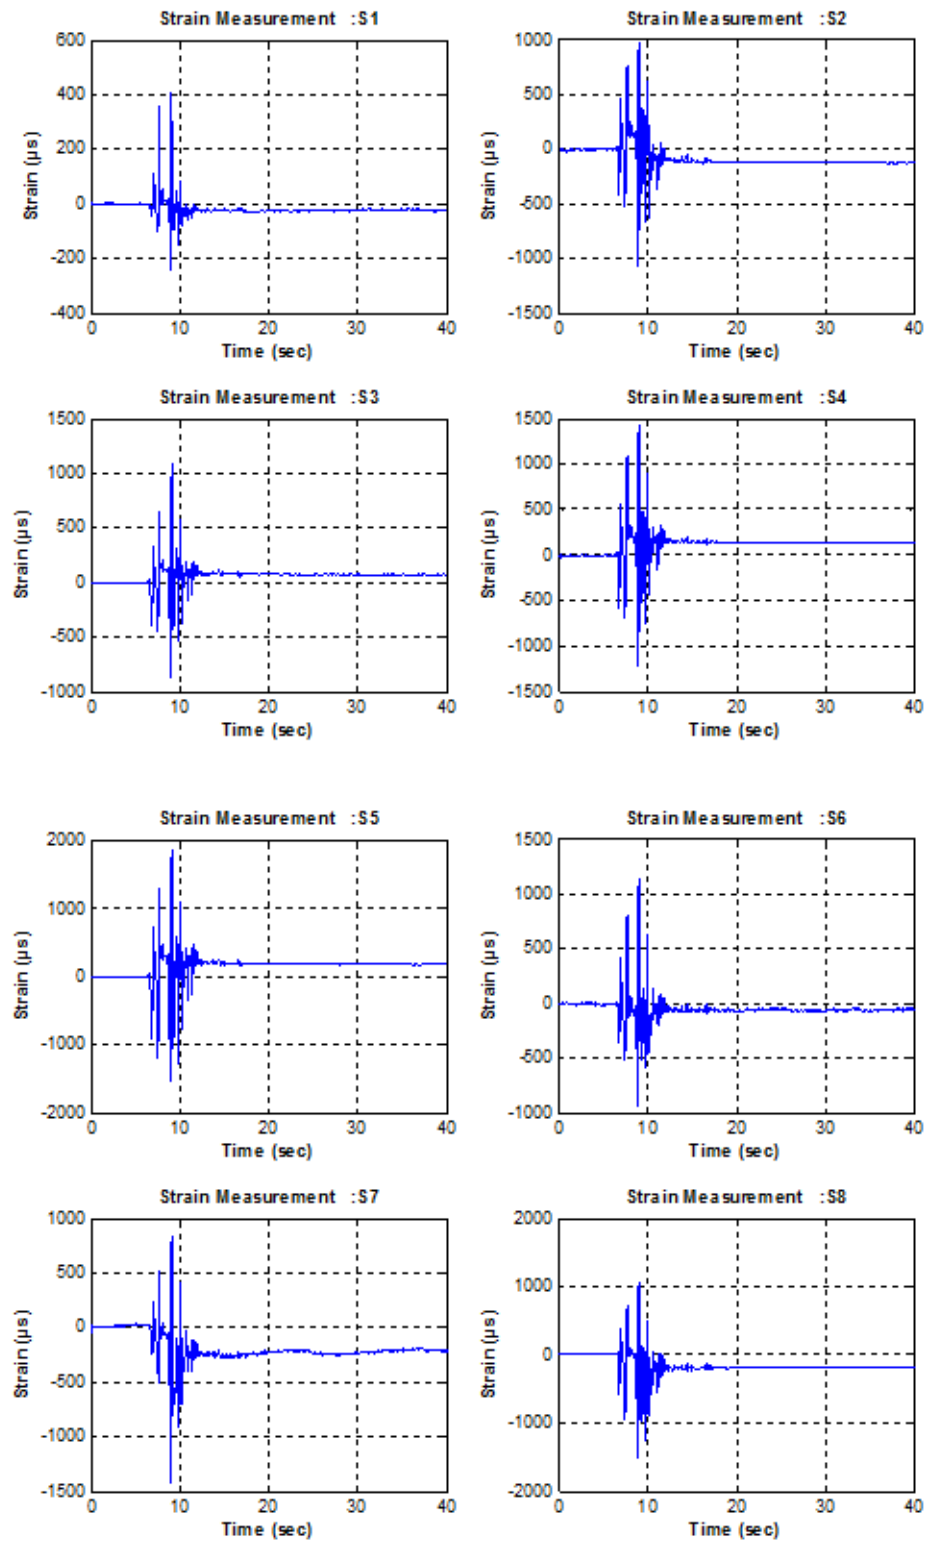 Strain Measurement :S1
600
400
200
0
-200
-400
Strain (µs)
0 10 20 30 40
Time (sec)
Strain Measurement :S2
1000
500
0
-500
-1000
-1500
Strain (µs)
0 10 20 30 40
Time (sec)
Strain Measurement :S3
1500
1000
500
0
-500
-1000
Strain (µs)
0 10 20 30 40
Time (sec)
Strain Measurement :S4
1500
1000
500
0
-500
-1000
-1500
Strain (µs)
0 10 20 30 40
Time (sec)
Strain Measurement :S5
2000
1000
0
-1000
-2000
Strain (µs)
0 10 20 30 40
Time (sec)
Strain Measurement :S6
1500
1000
500
0
-500
-1000
Strain (µs)
0 10 20 30 40
Time (sec)
Strain Measurement :S7
1000
500
0
-500
-1000
-1500
Strain (µs)
0 10 20 30 40
Time (sec)
Strain Measurement :S8
2000
1000
0
-1000
-2000
Strain (µs)
0 10 20 30 40
Time (sec)